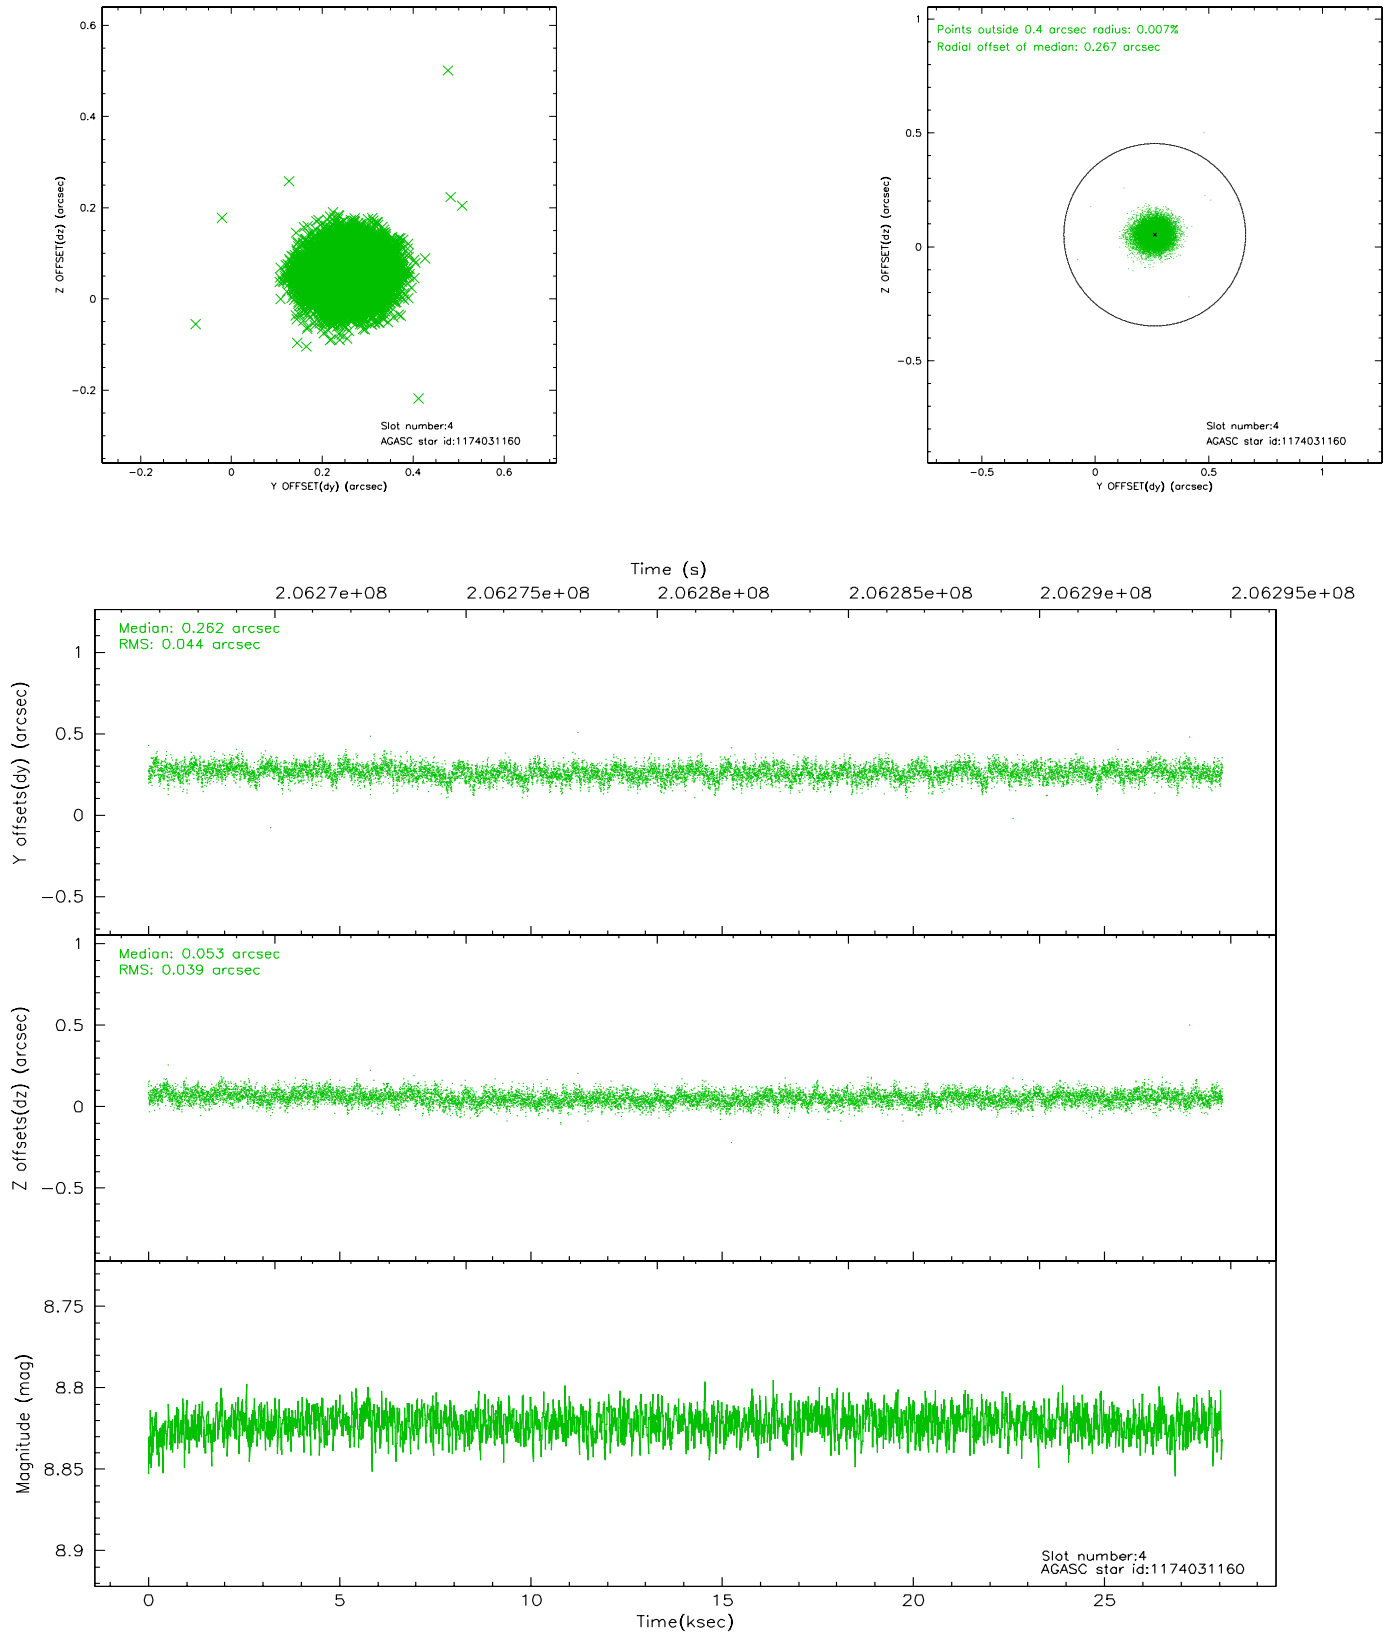 0.6
0.4
0.2
0
−0.2
Z OFFSET(dz) (arcsec)
Slot number:4
AGASC star id:1174031160
−0.2 0 0.2 0.4 0.6
Y OFFSET(dy) (arcsec)
Points outside 0.4 arcsec radius: 0.007%
Radial offset of median: 0.267 arcsec
1
0.5
0
−0.5
Z OFFSET(dz) (arcsec)
Slot number:4
AGASC star id:1174031160
−0.5 0 0.5 1
Y OFFSET(dy) (arcsec)
Time (s)
2.0627e+08 2.06275e+08 2.0628e+08 2.06285e+08 2.0629e+08 2.06295e+08
Median: 0.262 arcsec
RMS: 0.044 arcsec
1
0.5
0
−0.5
Y offsets(dy) (arcsec)
Median: 0.053 arcsec
RMS: 0.039 arcsec
1
0.5
0
−0.5
Z offsets(dz) (arcsec)
8.75
8.8
8.85
8.9
Magnitude (mag)
Slot number:4
AGASC star id:1174031160
0 5 10 15 20 25
Time(ksec)